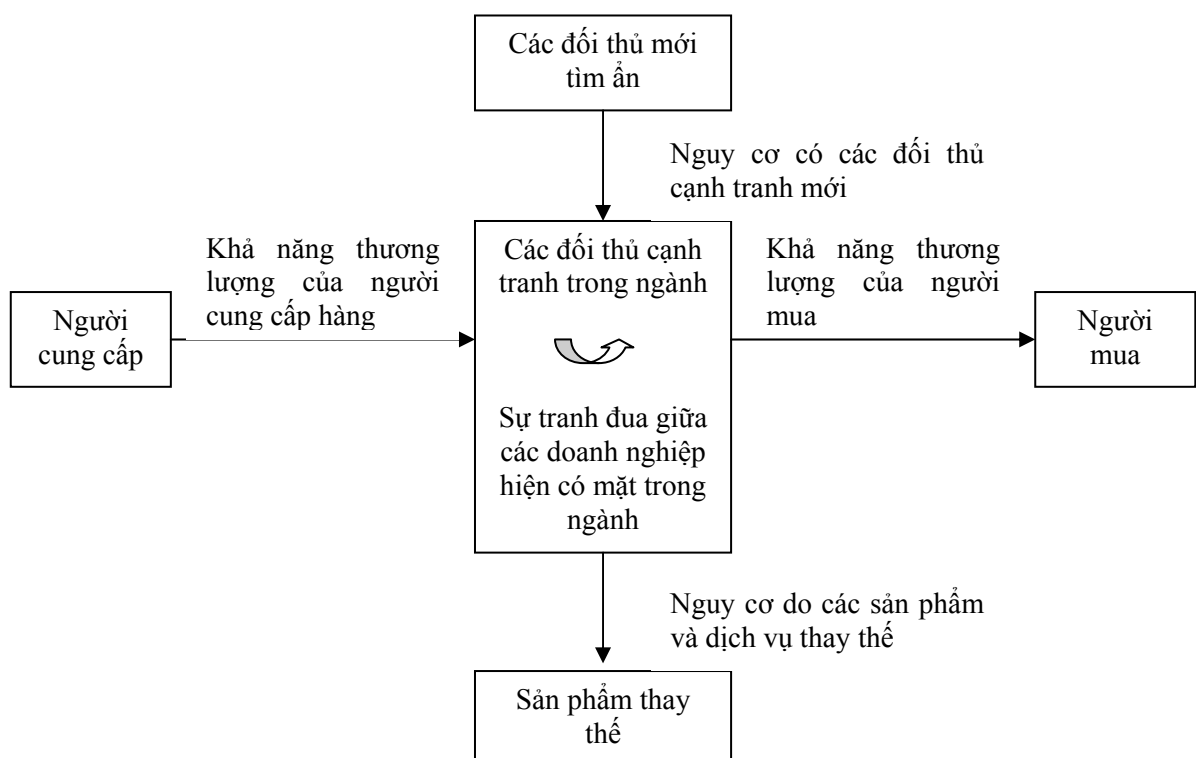 Các đối thủ mới
tìm ẩn
Nguy cơ có các đối thủ
cạnh tranh mới
Khả năng thương
lượng của người
cung cấp hàng
Các đối thủ cạnh
tranh trong ngành
Khả năng thương
lượng của người
mua
Người
cung cấp
Người
mua
Sự tranh đua giữa
các doanh nghiệp
hiện có mặt trong
ngành
Nguy cơ do các sản phẩm
và dịch vụ thay thế
Sản phẩm thay
thế